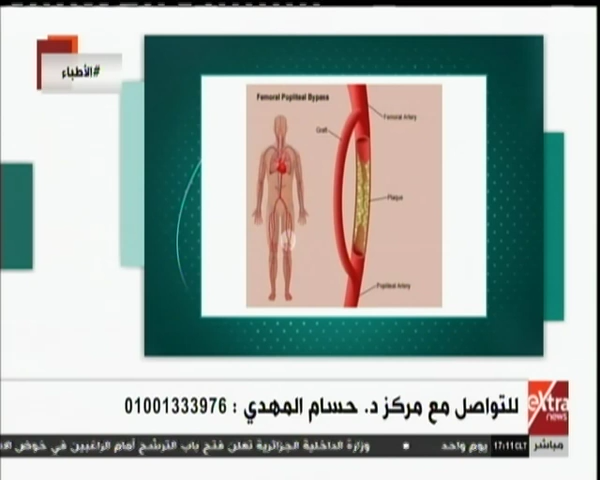 #الأطباء
Femoral Popliteal Bypass
Femoral Artery
Graft
Plaque
Popliteal Artery
للتواصل مع مركز د. حسام المهدي : 01001333976
eXtra
news
مباشر
17:11 CLT
يوم واحد
وزارة الداخلية الجزائرية تعلن فتح باب الترشح أمام الراغبين في خوض